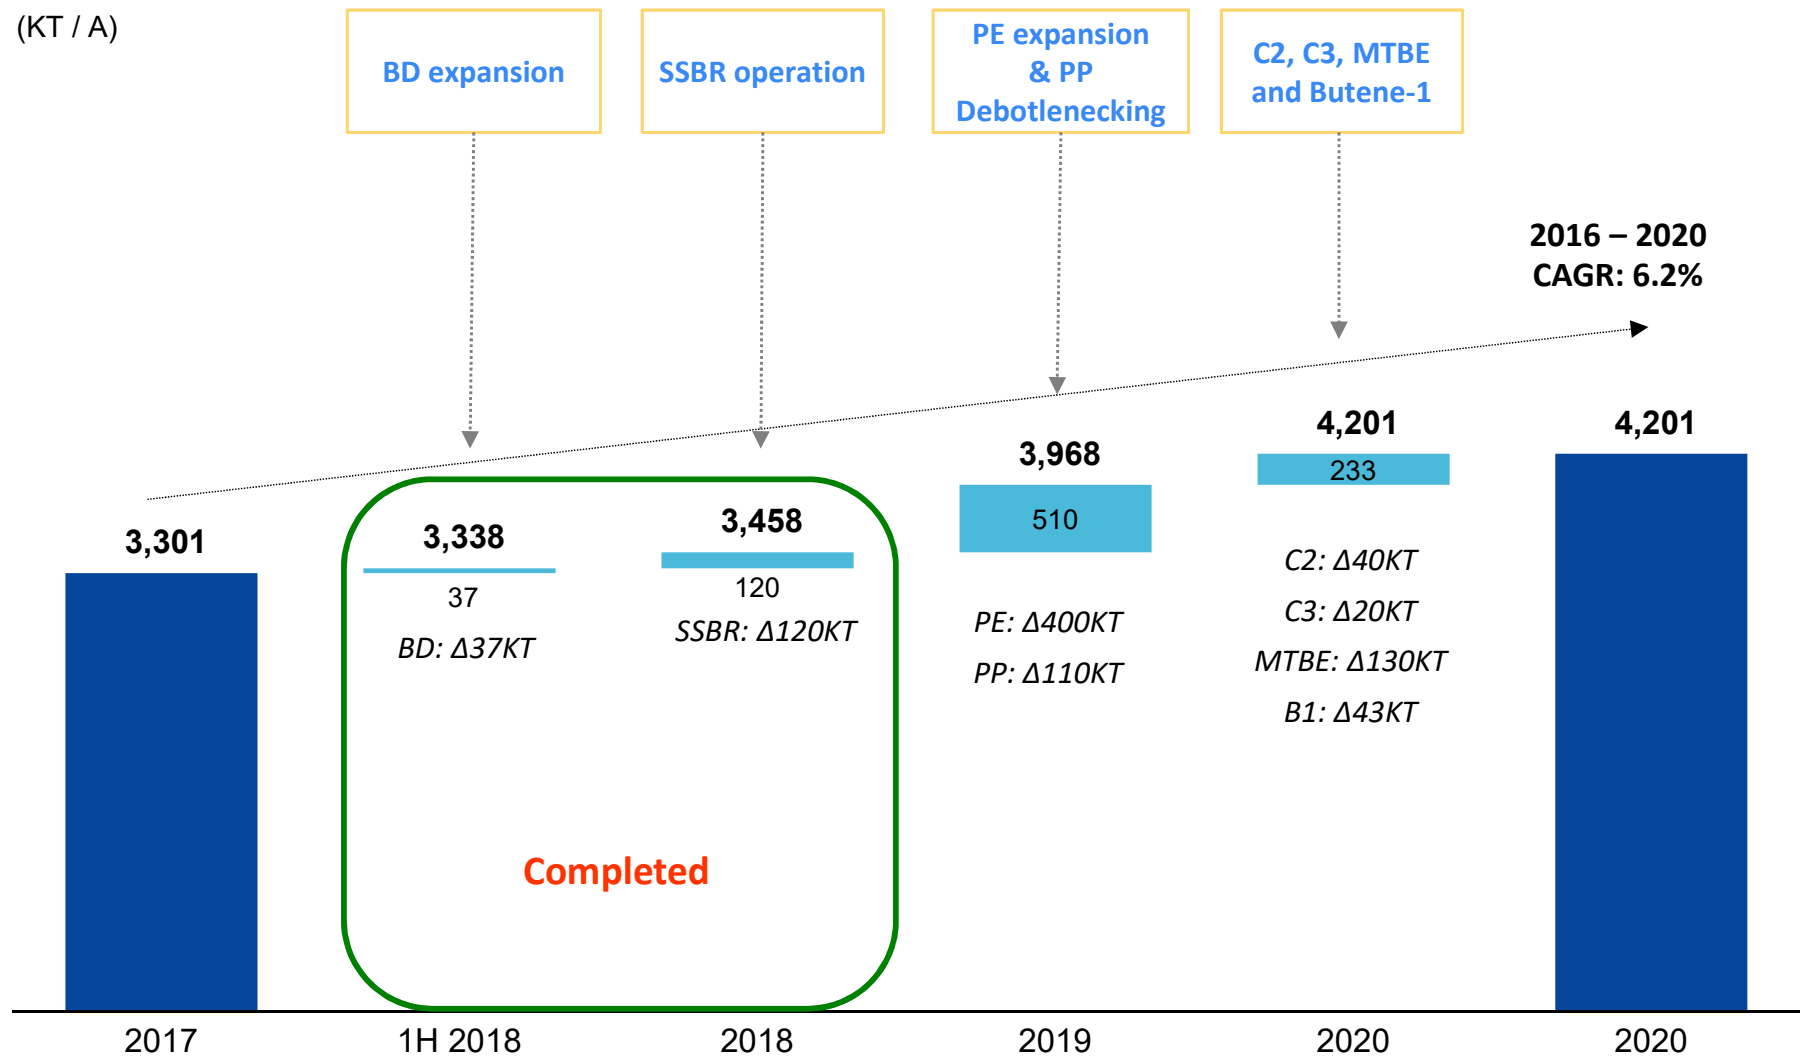 (KT / A)
BD expansion
SSBR operation
PE expansion
& PP
Debotlenecking
C2, C3, MTBE
and Butene-1
2016 – 2020
CAGR: 6.2%
3,301
3,338
37
BD: Δ37KT
3,458
120
SSBR: Δ120KT
3,968
510
PE: Δ400KT
PP: Δ110KT
4,201
233
C2: Δ40KT
C3: Δ20KT
MTBE: Δ130KT
B1: Δ43KT
4,201
Completed
2017
1H 2018
2018
2019
2020
2020